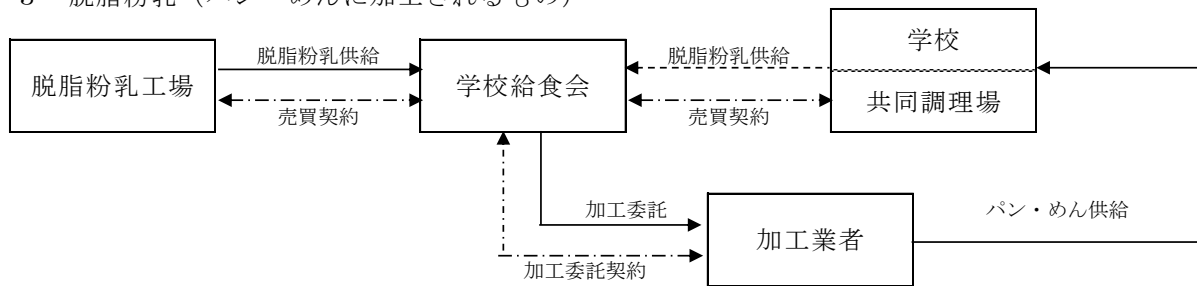 脱脂粉乳（パン・めんに加工されるもの）
脱脂粉乳工場
脱脂粉乳供給
売買契約
学校給食会
脱脂粉乳供給
売買契約
学校
共同調理場
加工委託
加工委託契約
加工業者
パン・めん供給